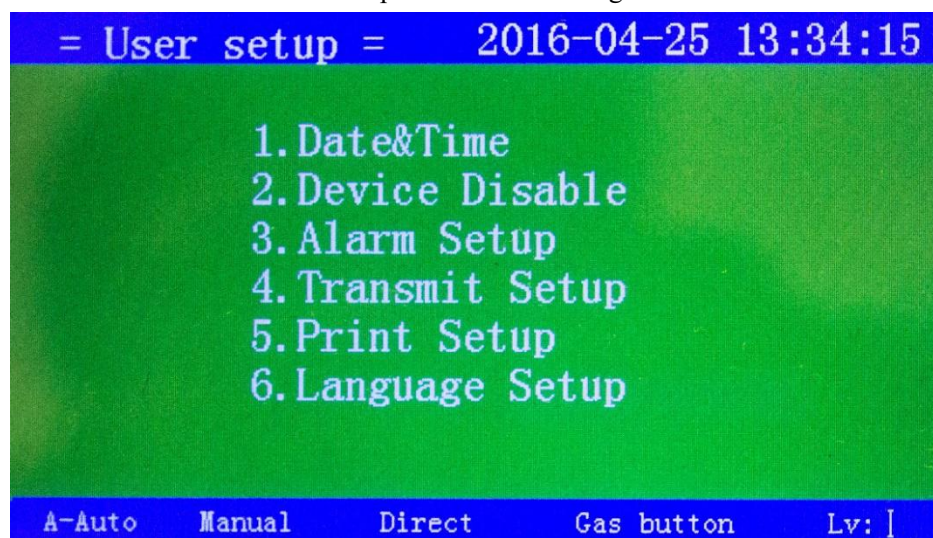 = User setup = 2016-04-25 13:34:15
1.Date&Time
2.Device Disable
3.Alarm Setup
4.Transmit Setup
5.Print Setup
6.Language Setup
A-Auto Manual Direct Gas button Lv: